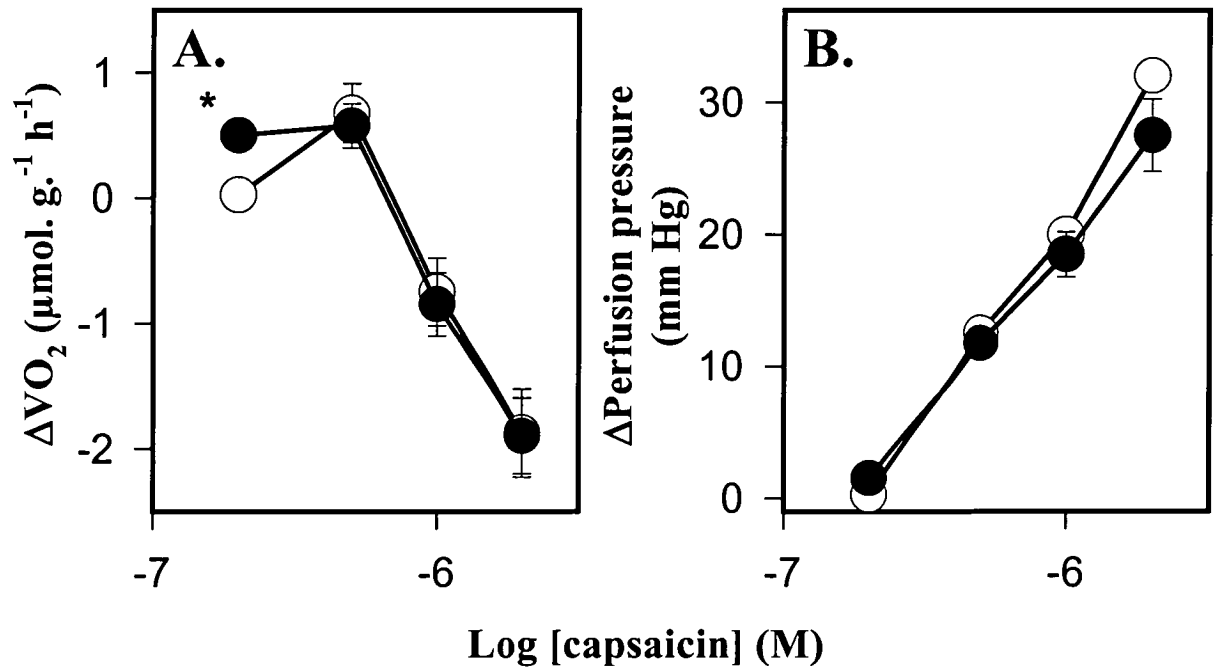 A.
*
1
0
-1
-2
-7
-6
ΔVO₂ (µmol. g.⁻¹ h⁻¹)
B.
30
20
10
0
-7
-6
ΔPerfusion pressure
(mm Hg)
Log [capsaicin] (M)